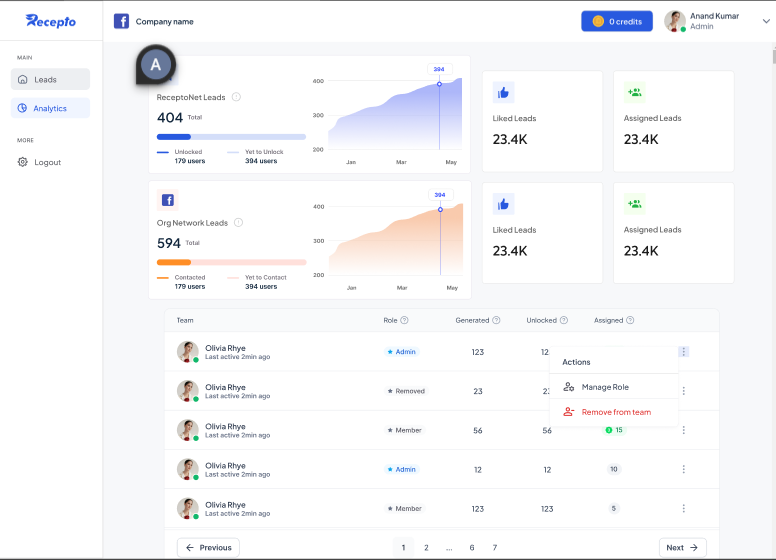 Recepto
Company name
0 credits
Anand Kumar
Admin
MAIN
Leads
Analytics
MORE
Logout
A
ReceptoNet Leads
404 Total
Unlocked
179 users
Yet to Unlock
394 users
394
400
300
200
Jan
Mar
May
Liked Leads
23.4K
Assigned Leads
23.4K
Org Network Leads
594 Total
Contacted
179 users
Yet to Contact
394 users
394
400
300
200
Jan
Mar
May
Liked Leads
23.4K
Assigned Leads
23.4K
Team Role Generated Unlocked Assigned
Olivia Rhye
Last active 2min ago
Admin 123 12
Actions
Manage Role
Remove from team
Olivia Rhye
Last active 2min ago
Removed 23 23
Olivia Rhye
Last active 2min ago
Member 56 56 15
Olivia Rhye
Last active 2min ago
Admin 12 12 10
Olivia Rhye
Last active 2min ago
Member 123 123 5
Previous 1 2 ... 6 7 Next